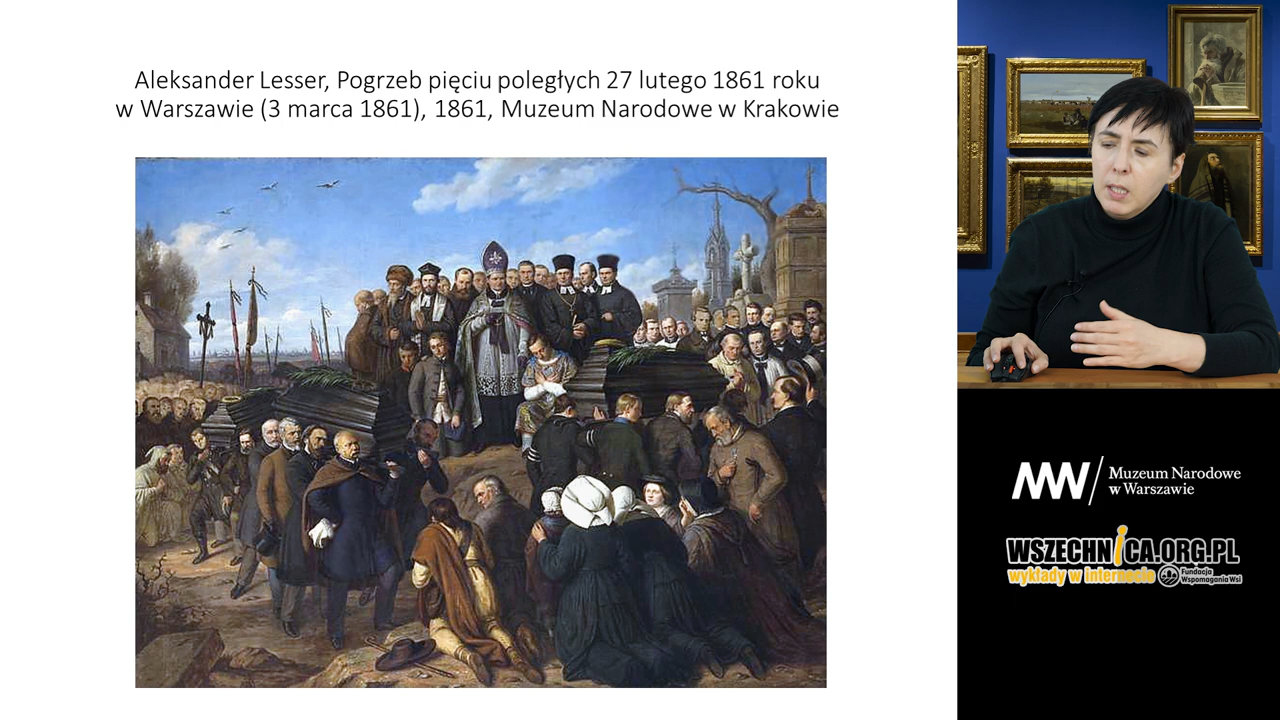 Aleksander Lesser, Pogrzeb pięciu poległych 27 lutego 1861 roku
w Warszawie (3 marca 1861), 1861, Muzeum Narodowe w Krakowie
MNW
Muzeum Narodowe
w Warszawie
WSZECHNICA.ORG.PL
wykłady w internecie
Fundacja
Wspomagania Wsi